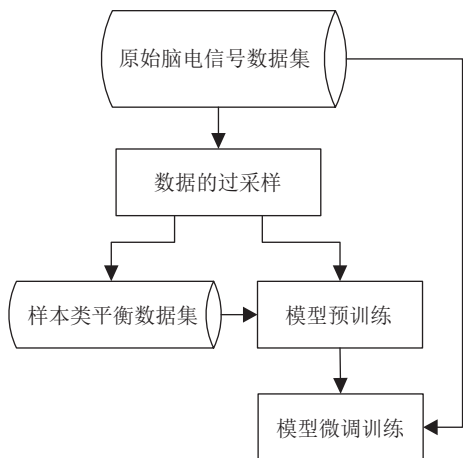 原始脑电信号数据集
数据的过采样
样本类平衡数据集
模型预训练
模型微调训练